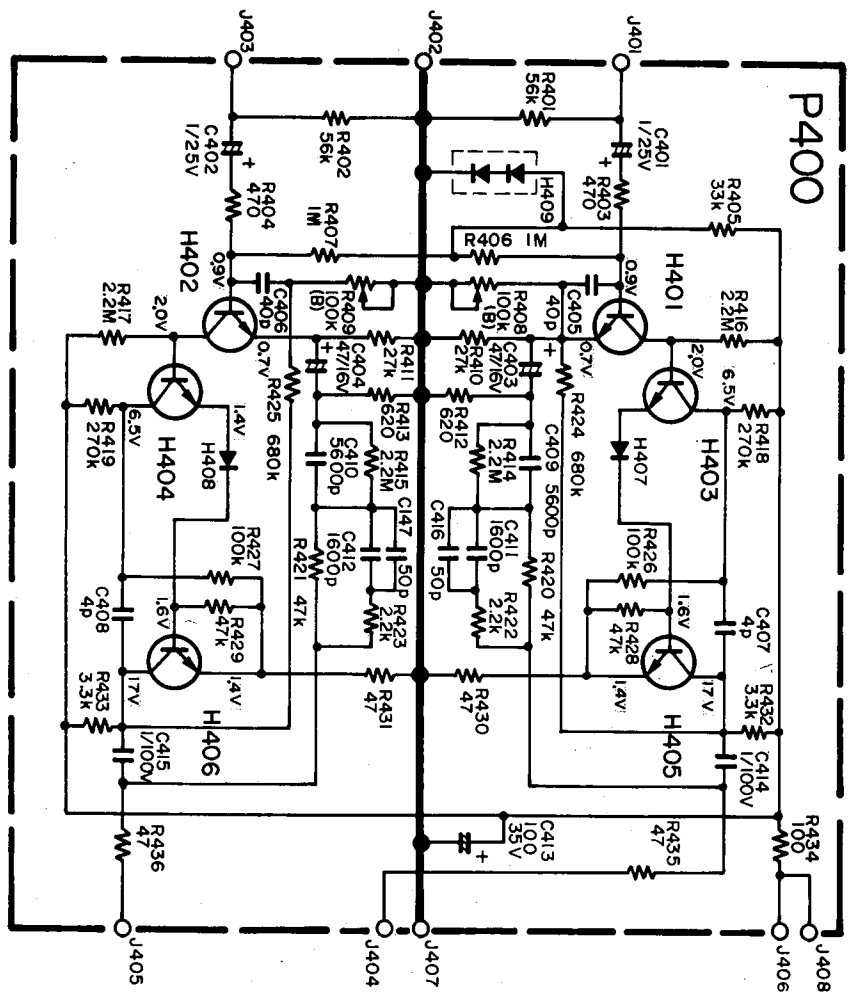 P400
J403
J402
J401
R401
56k
R402
56k
C401
1/25V
+
C402
1/25V
+
R403
470
R404
470
H409
R405
33k
R406 1M
R407
1M
H401
H402
0.9V
0.9V
C405
40p
C406
40p
R408
100K
(B)
R409
100K
(B)
R416
2.2M
R417
2.2M
2.0V
2.0V
0.7V
0.7V
C403
47/16V
+
C404
47/16V
+
R410
27k
R411
27k
R412
620
R413
620
R424 680k
R425 680k
6.5V
6.5V
R418
270k
R419
270k
H403
H404
1.4V
H407
H408
R414
2.2M
R415
2.2M
C409 5600p
C410
5600p
C411
1600p
C416
50p
C412
1600p
C147
50p
R420 47k
R421 47k
R422
2.2k
R423
2.2k
R426
100k
R427
100k
R428
47k
R429
47k
C407
4p
C408
4p
1.6V
1.6V
1.4V
1.4V
17V
17V
H405
H406
R430
47
R431
47
R432
3.3k
R433
3.3k
C414
1/100V
C415
1/100V
C413
100
35V
+
R434
100
R435
47
R436
47
J408
J406
J407
J404
J405